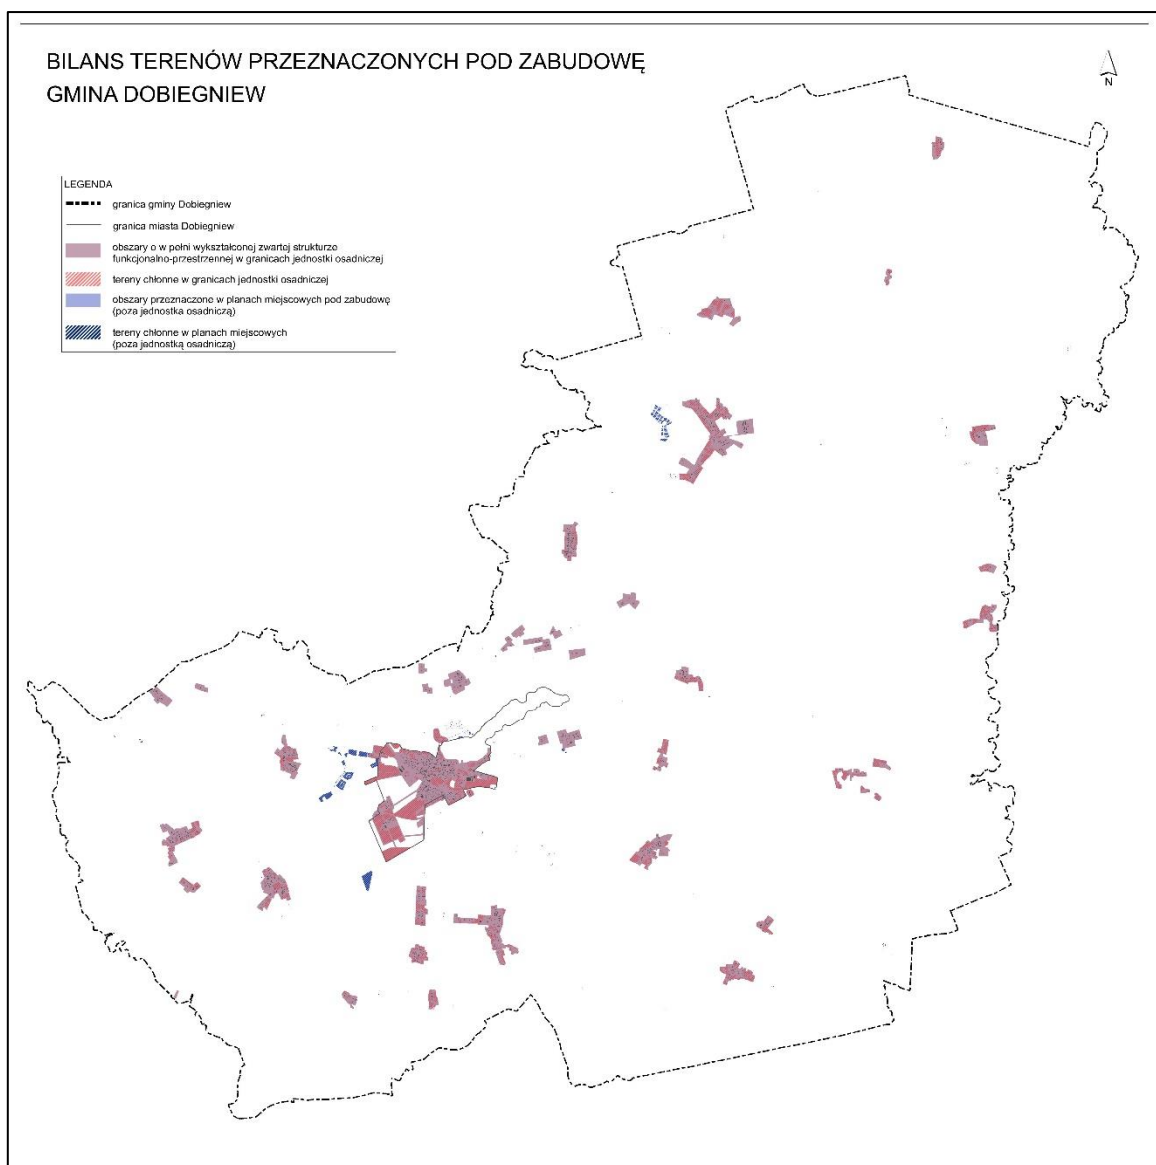 BILANS TERENÓW PRZEZNACZONYCH POD ZABUDOWĘ
GMINA DOBIEGNIEW
N
LEGENDA
granica gminy Dobiegniew
granica miasta Dobiegniew
obszary o w pełni wykształconej zwartej strukturze
funkcjonalno-przestrzennej w granicach jednostki osadniczej
tereny chłonne w granicach jednostki osadniczej
obszary przeznaczone w planach miejscowych pod zabudowę
(poza jednostka osadniczą)
tereny chłonne w planach miejscowych
(poza jednostką osadniczą)